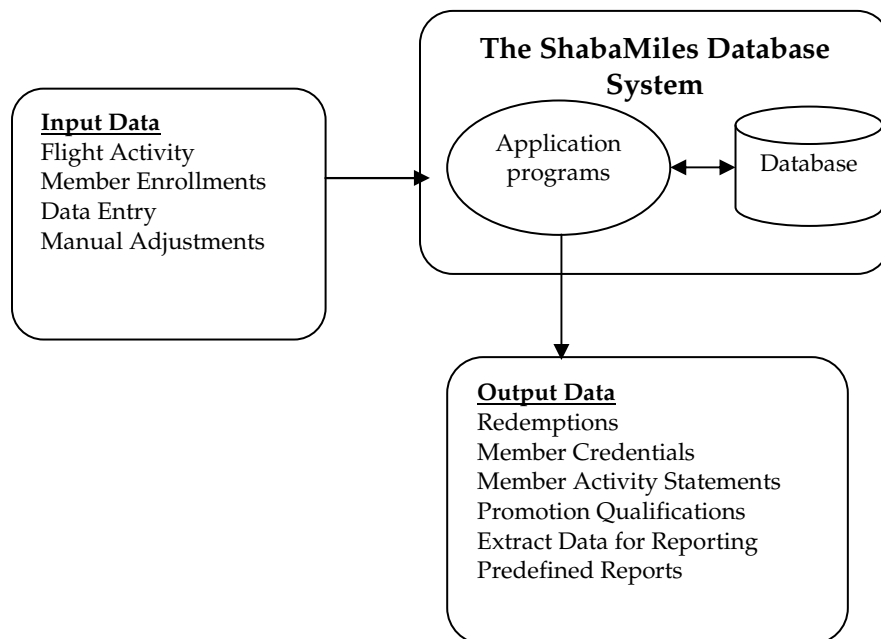 The ShabaMiles Database
System
Input Data
Flight Activity
Member Enrollments
Data Entry
Manual Adjustments
Application
programs
Database
Output Data
Redemptions
Member Credentials
Member Activity Statements
Promotion Qualifications
Extract Data for Reporting
Predefined Reports